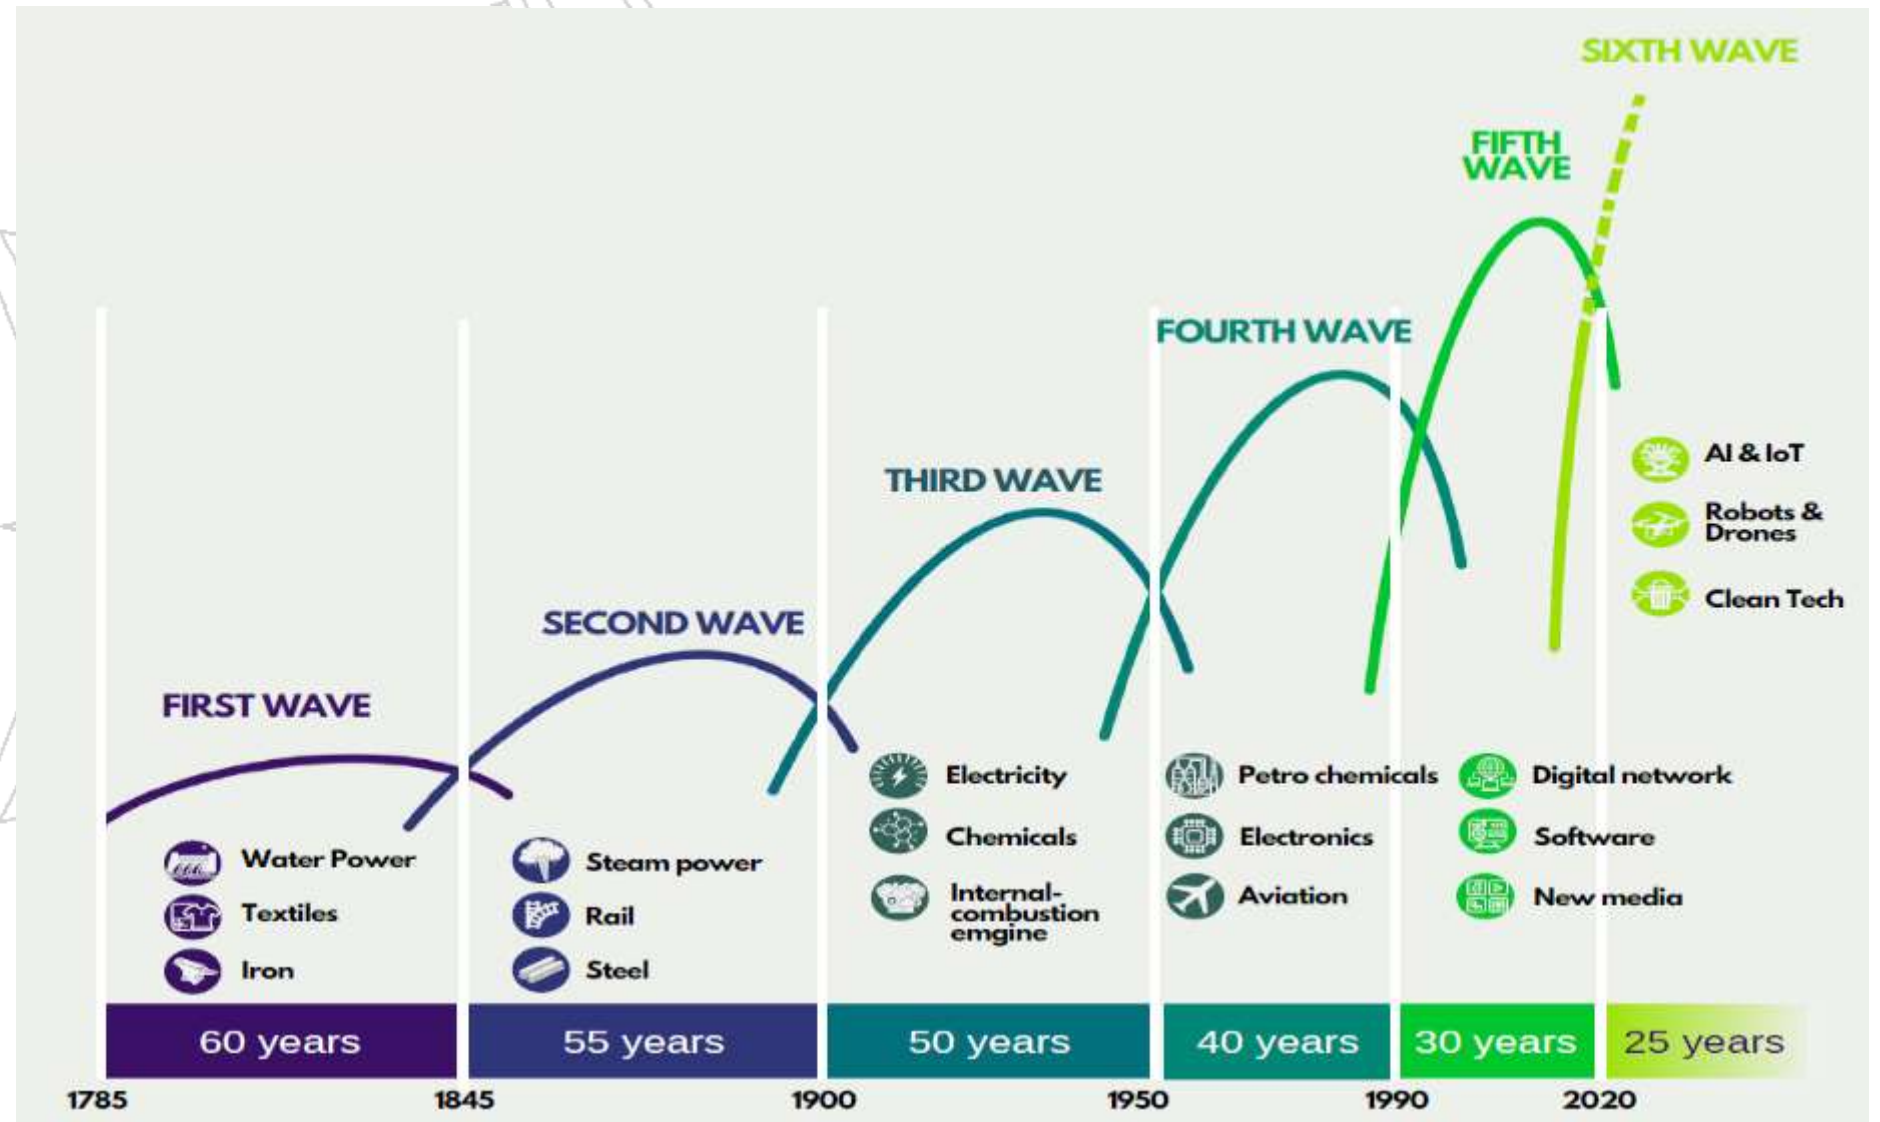 SIXTH WAVE
FIFTH
WAVE
FOURTH WAVE
THIRD WAVE
SECOND WAVE
FIRST WAVE
Water Power
Textiles
Iron
Steam power
Rail
Steel
Electricity
Chemicals
Internal-
combustion
emgine
Petro chemicals
Electronics
Aviation
Digital network
Software
New media
AI & IoT
Robots &
Drones
Clean Tech
60 years
55 years
50 years
40 years
30 years
25 years
1785
1845
1900
1950
1990
2020